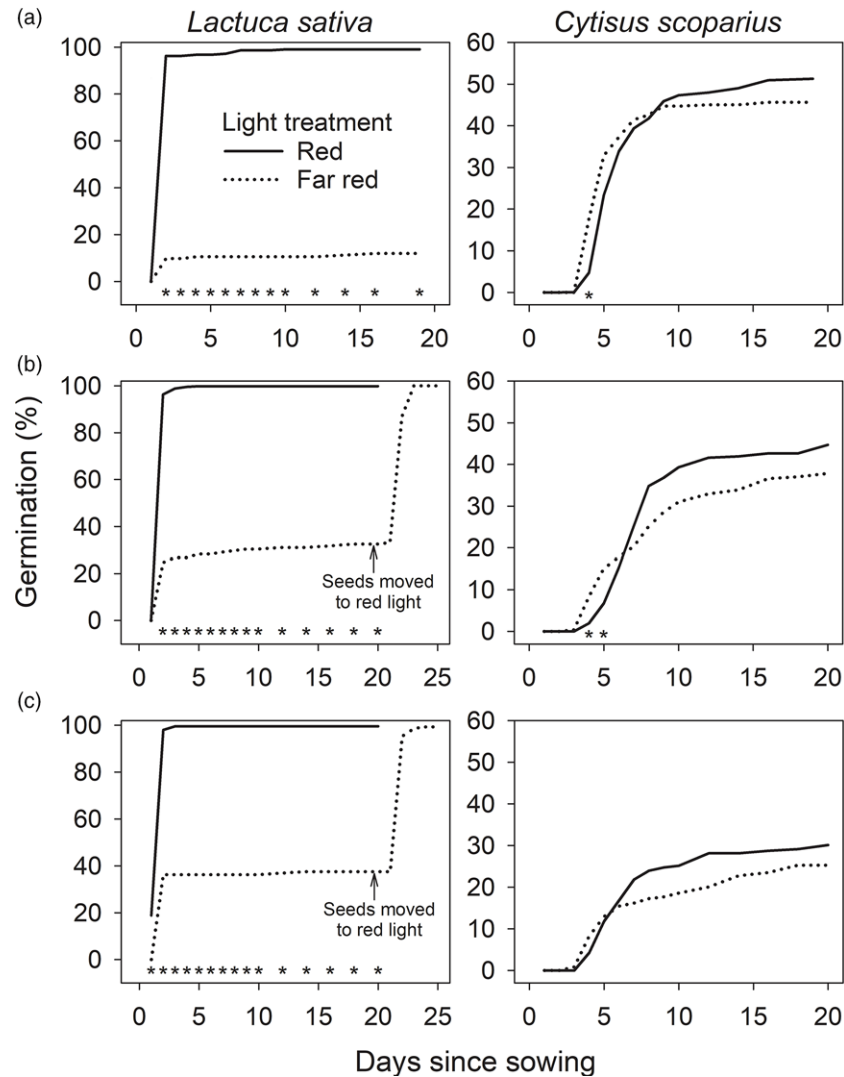 (a)
Lactuca sativa
Cytisus scoparius
100
80
60
40
20
0
Light treatment
Red
Far red
* * * * * * * * * * * * *
0 5 10 15 20
60
50
40
30
20
10
0
*
0 5 10 15 20
(b)
Germination (%)
100
80
60
40
20
0
Seeds moved
to red light
* * * * * * * * * * * * * *
0 5 10 15 20 25
60
50
40
30
20
10
0
* *
0 5 10 15 20
(c)
100
80
60
40
20
0
Seeds moved
to red light
* * * * * * * * * * * * * * *
0 5 10 15 20 25
60
50
40
30
20
10
0
0 5 10 15 20
Days since sowing